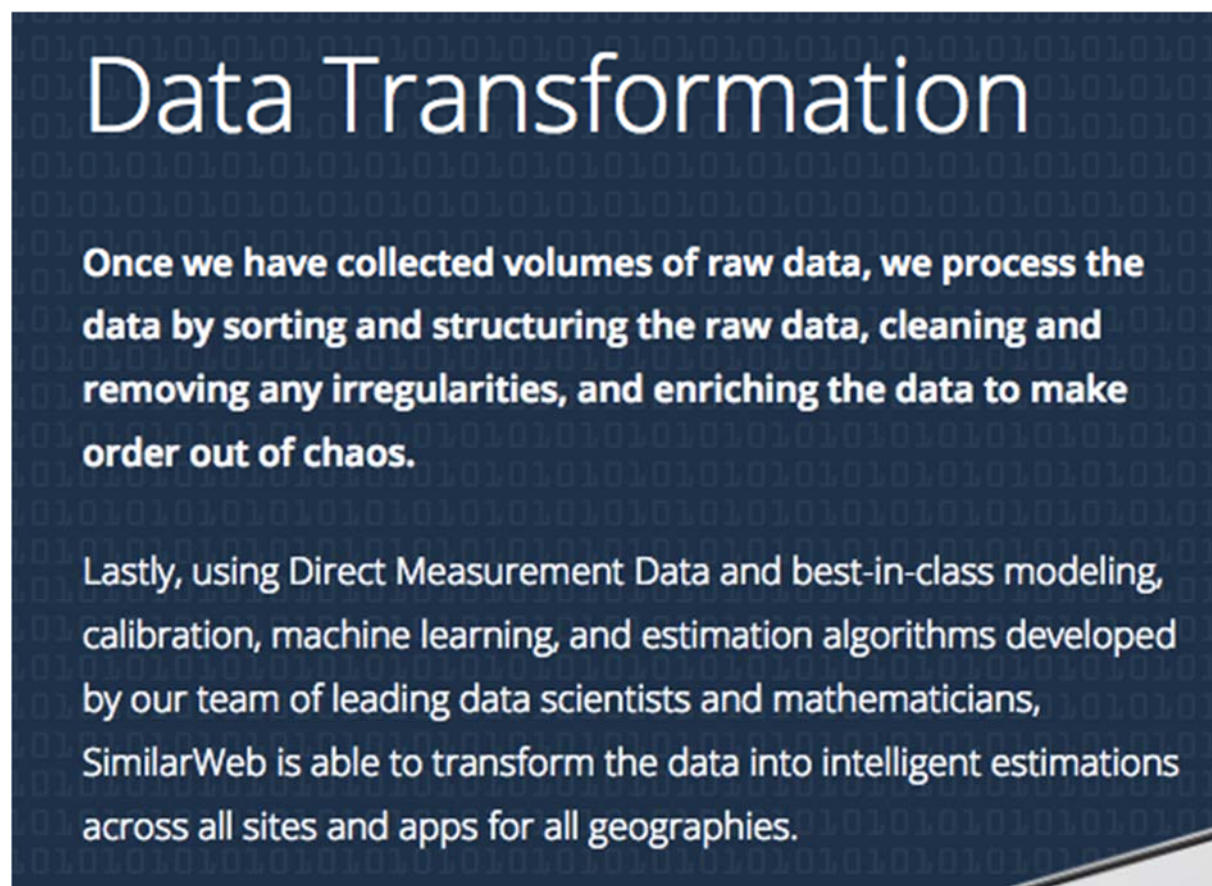 Data Transformation
Once we have collected volumes of raw data, we process the
data by sorting and structuring the raw data, cleaning and
removing any irregularities, and enriching the data to make
order out of chaos.
Lastly, using Direct Measurement Data and best-in-class modeling,
calibration, machine learning, and estimation algorithms developed
by our team of leading data scientists and mathematicians,
SimilarWeb is able to transform the data into intelligent estimations
across all sites and apps for all geographies.